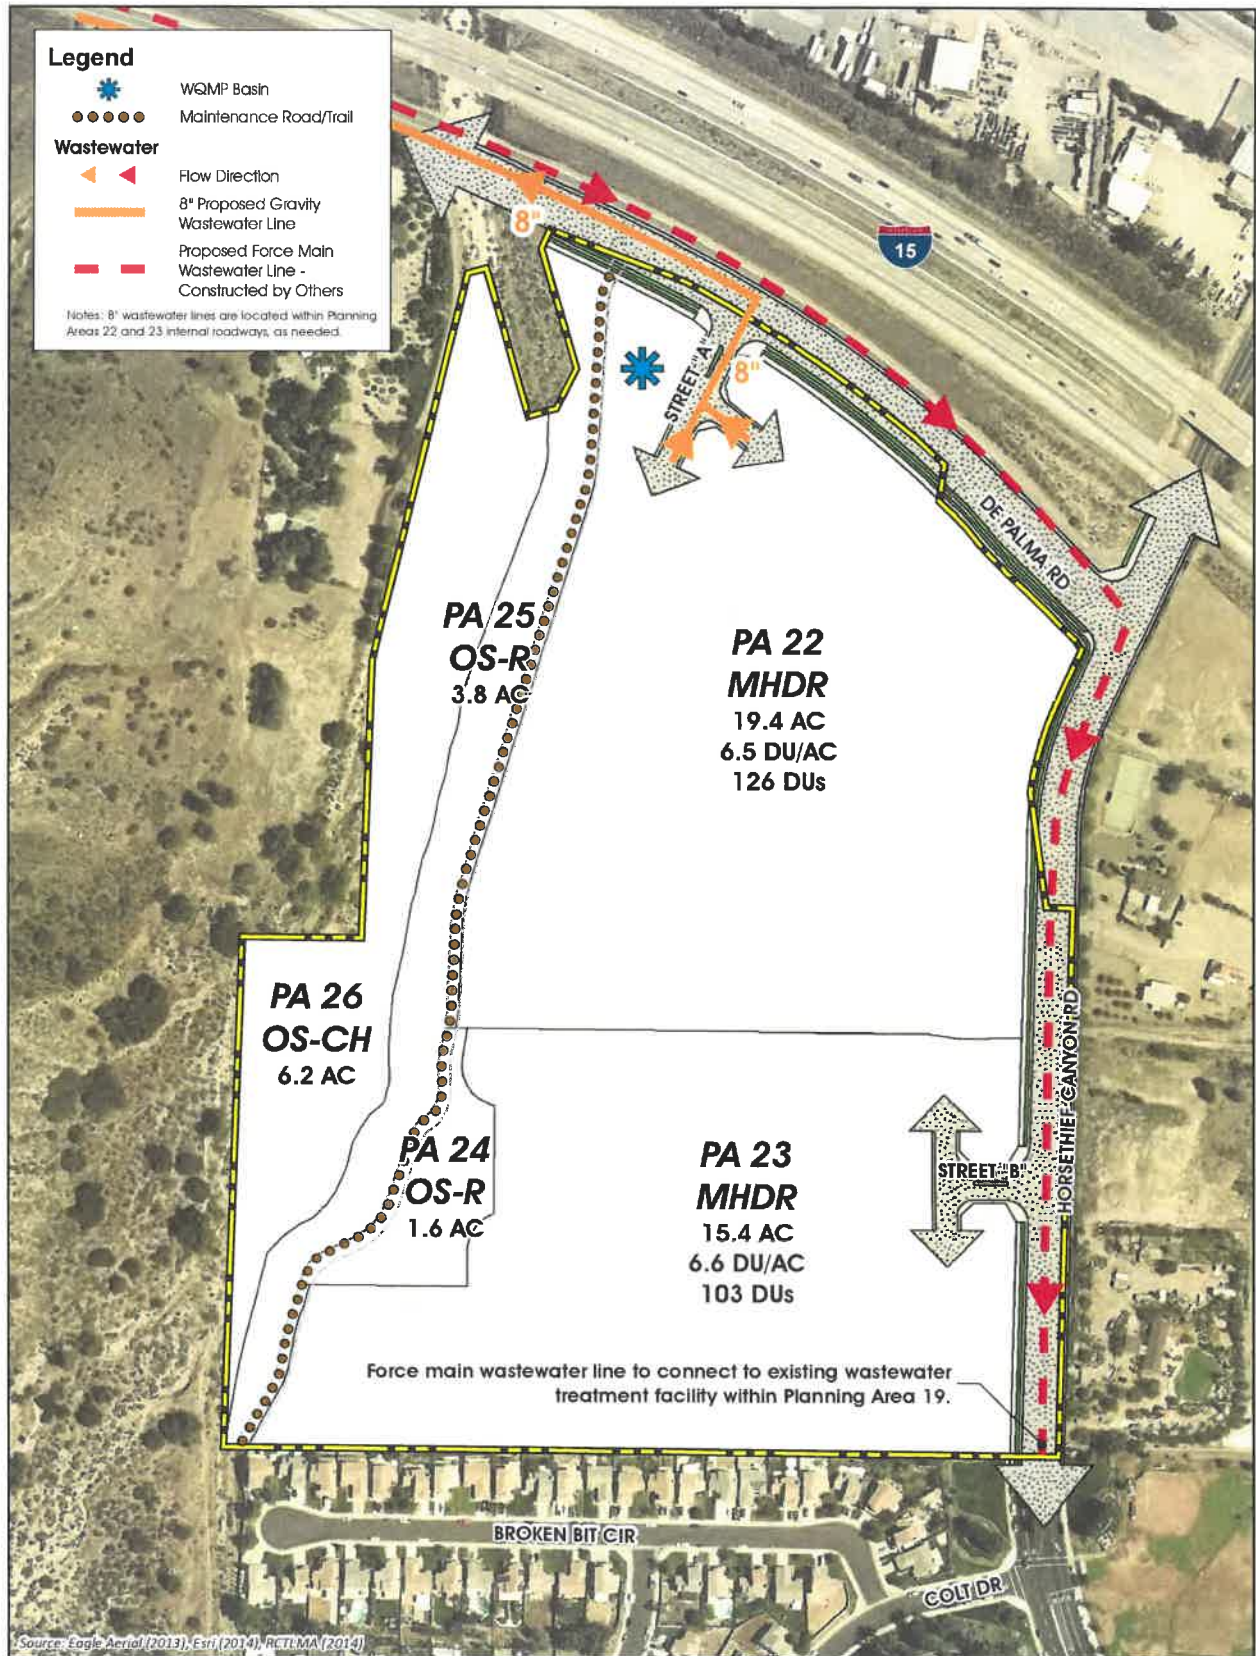 Legend
WQMP Basin
Maintenance Road/Trail
Wastewater
Flow Direction
8" Proposed Gravity
Wastewater Line
Proposed Force Main
Wastewater Line -
Constructed by Others
Notes: 8" wastewater lines are located within Planning
Areas 22 and 23 internal roadways, as needed.
15
8"
STREET "A"
8"
DE PALMA RD
PA 25
OS-R
3.8 AC
PA 22
MHDR
19.4 AC
6.5 DU/AC
126 DUs
PA 26
OS-CH
6.2 AC
HORSETHIEF CANYON RD
PA 24
OS-R
1.6 AC
PA 23
MHDR
15.4 AC
6.6 DU/AC
103 DUs
STREET "B"
Force main wastewater line to connect to existing wastewater
treatment facility within Planning Area 19.
BROKEN BIT CIR
COLT DR
Source: Eagle Aerial (2013), Esri (2014), RCTLMA (2014)